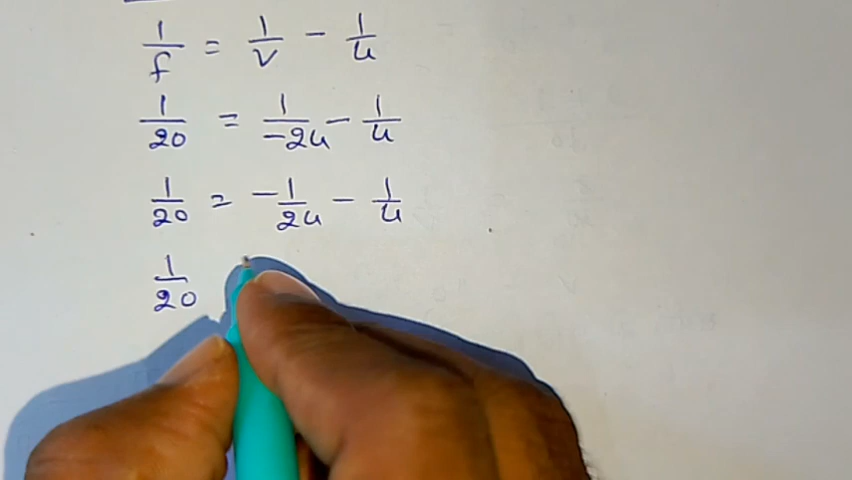 1/f = 1/v - 1/u
1/20 = 1/-2u - 1/u
1/20 = -1/2u - 1/u
1/20